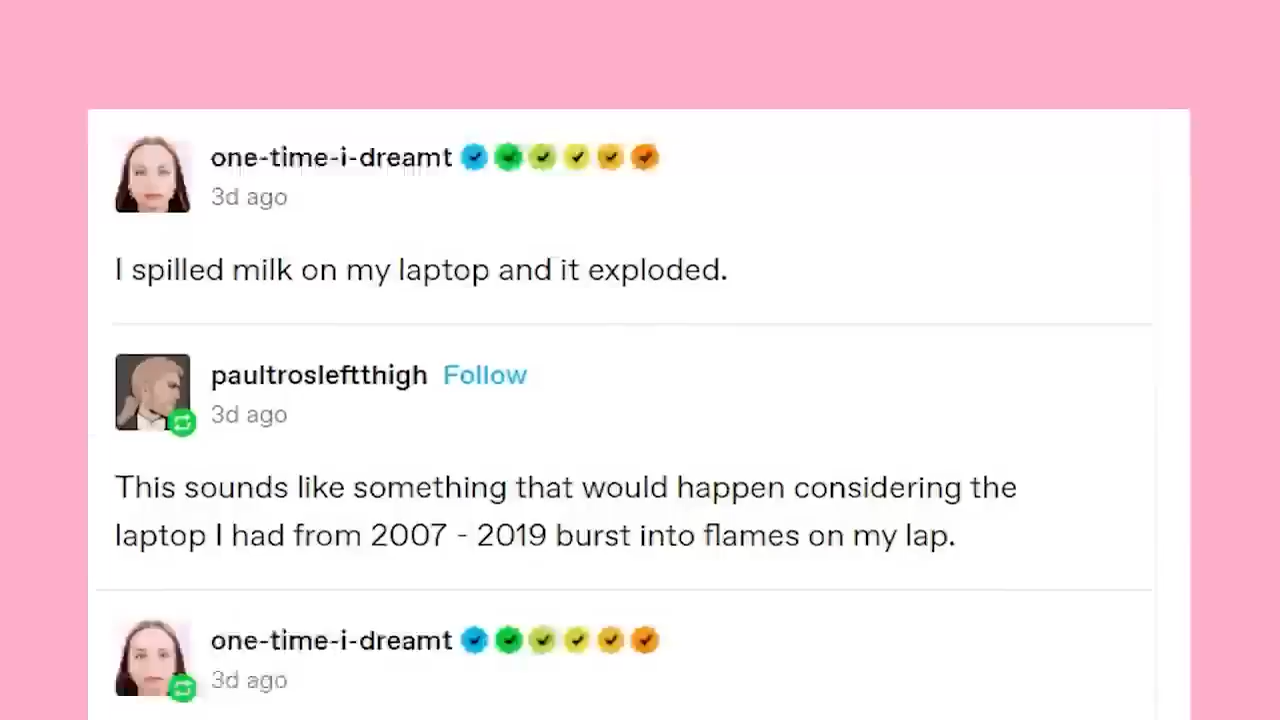 one-time-i-dreamt
3d ago
I spilled milk on my laptop and it exploded.
paultrosleftthigh Follow
3d ago
This sounds like something that would happen considering the
laptop I had from 2007 - 2019 burst into flames on my lap.
one-time-i-dreamt
3d ago